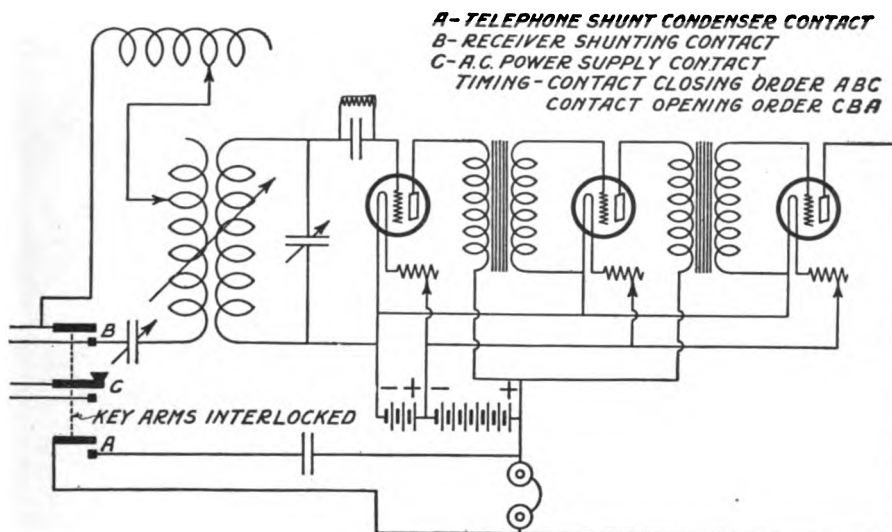 A-TELEPHONE SHUNT CONDENSER CONTACT
B-RECEIVER SHUNTING CONTACT
C-A.C. POWER SUPPLY CONTACT
TIMING-CONTACT CLOSING ORDER ABC
CONTACT OPENING ORDER CBA
B
C
- + - +
KEY ARMS INTERLOCKED
A